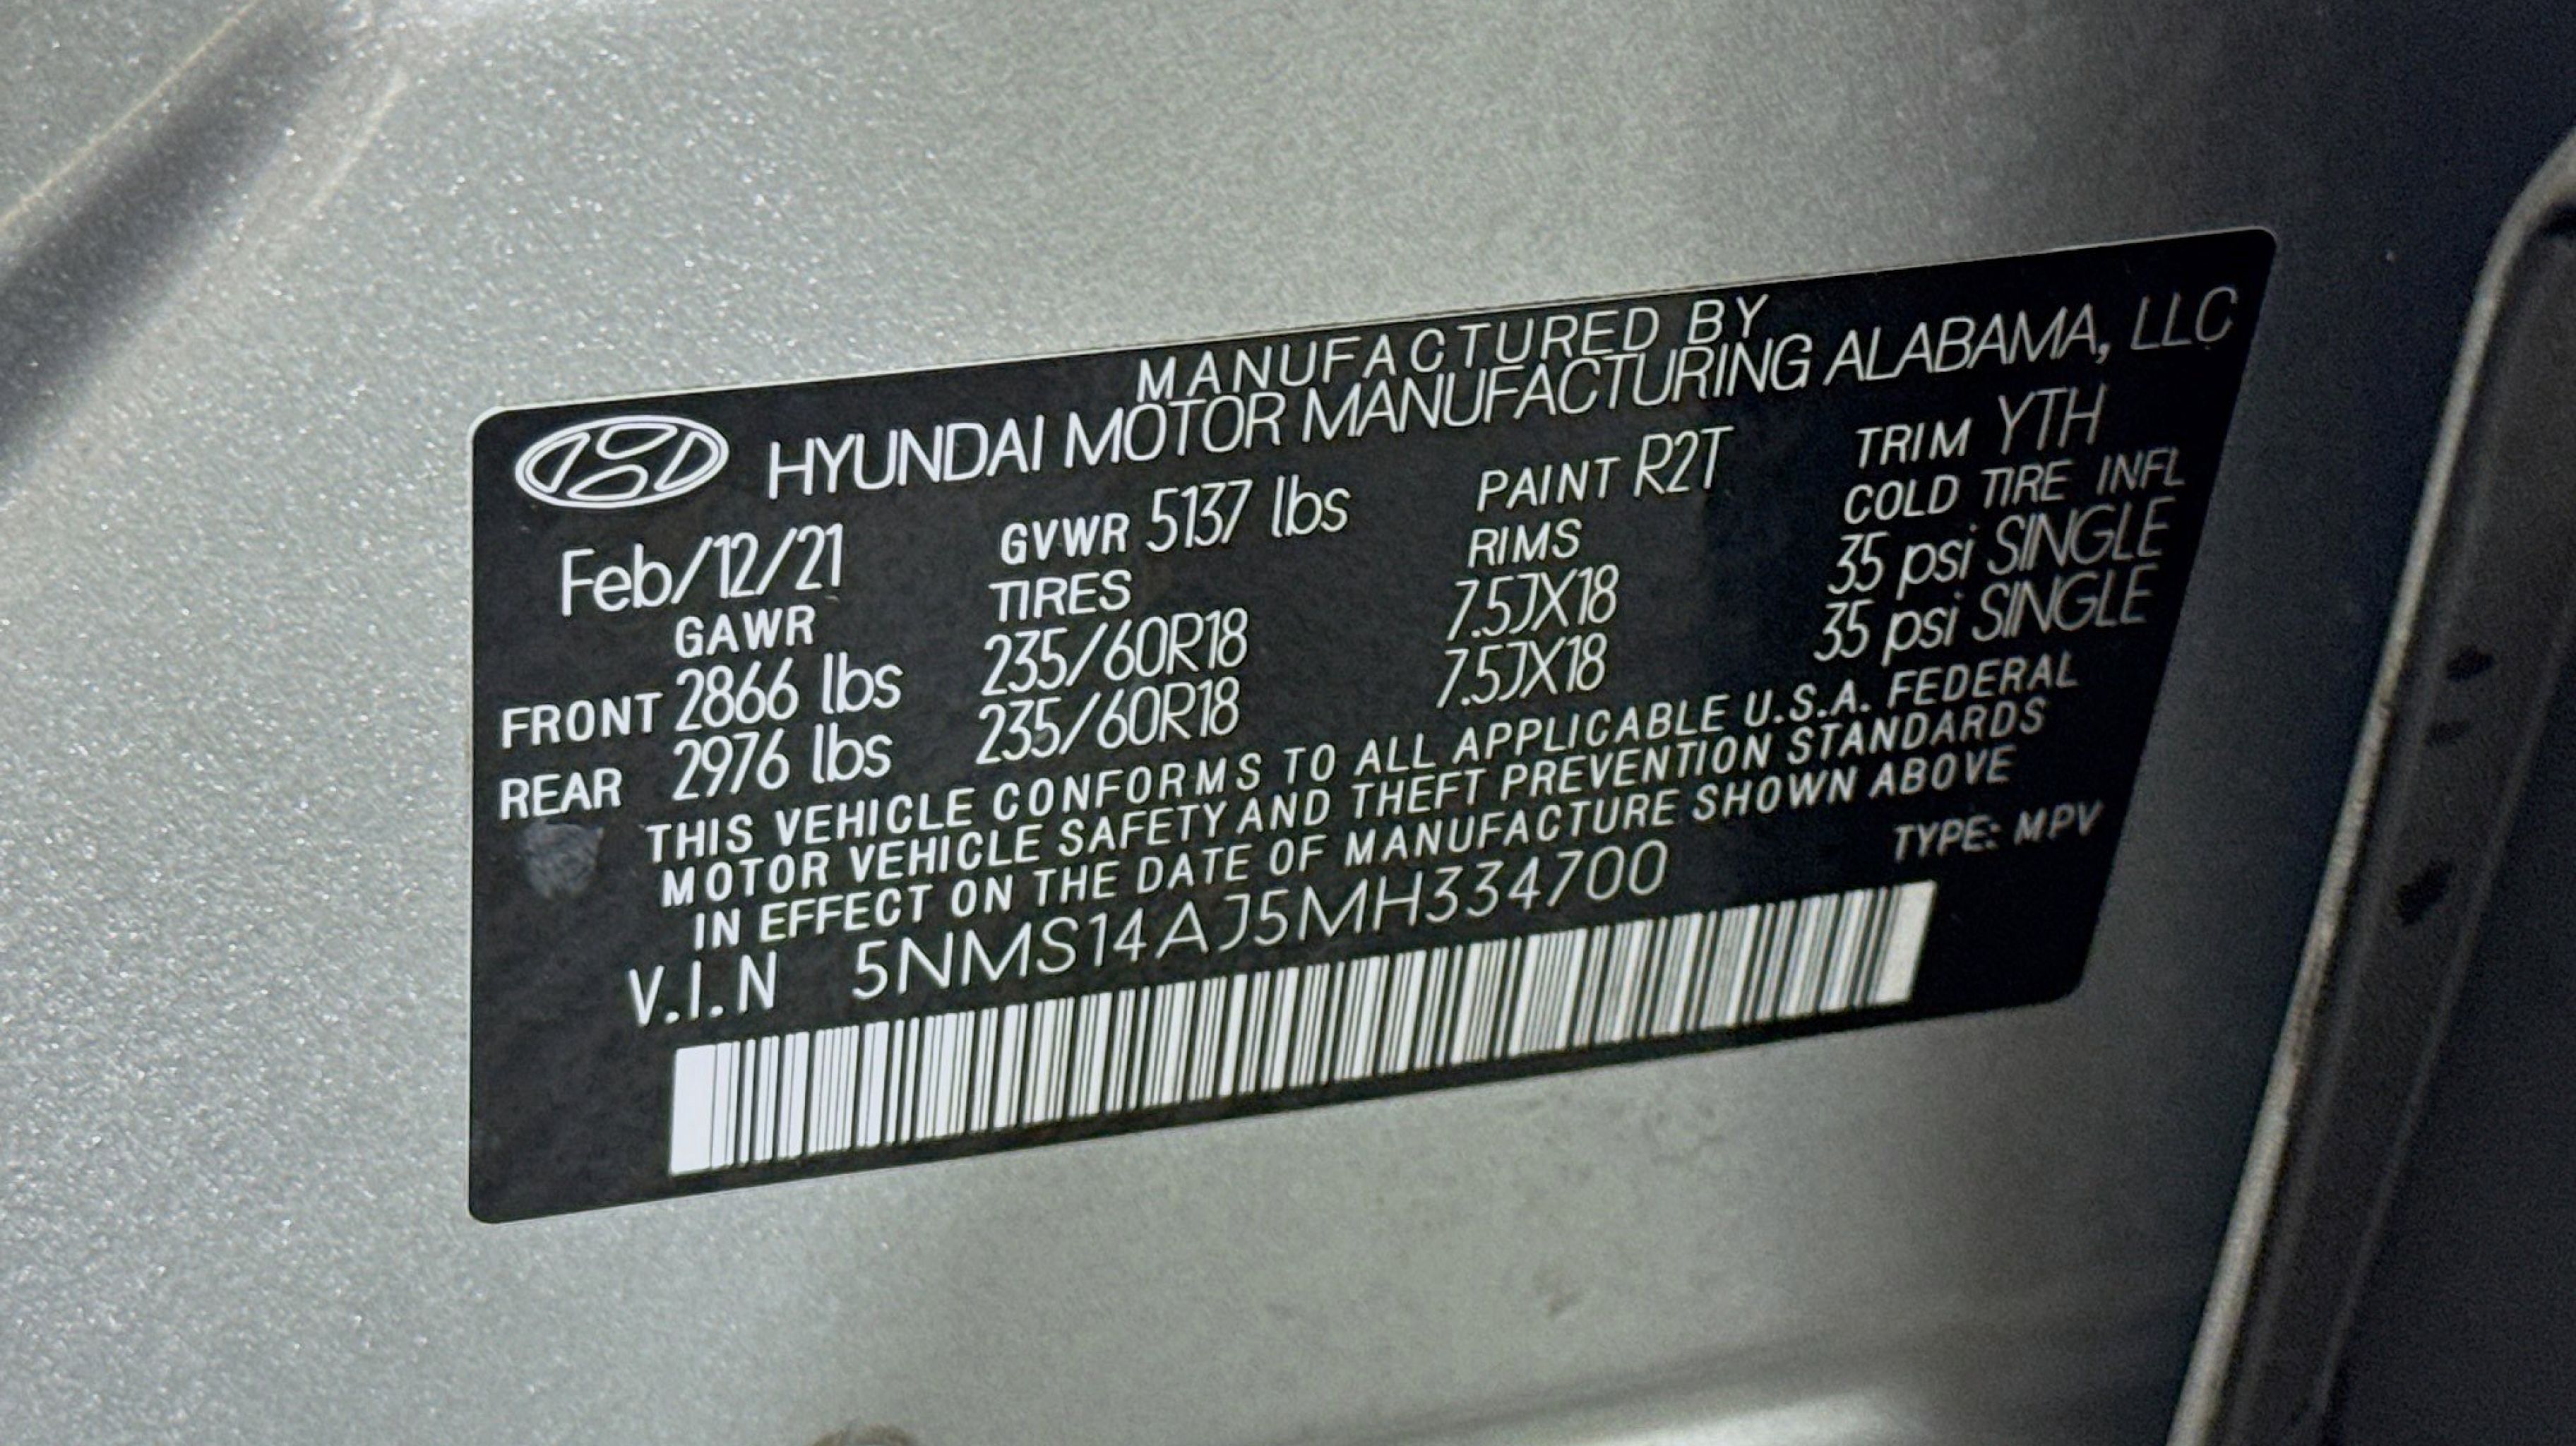 MANUFACTURED BY
HYUNDAI MOTOR MANUFACTURING ALABAMA, LLC
Feb/12/21 GVWR 5137 lbs PAINT R2T TRIM YTH
GAWR TIRES RIMS COLD TIRE INFL
FRONT 2866 lbs 235/60R18 7.5JX18 35 psi SINGLE
REAR 2976 lbs 235/60R18 7.5JX18 35 psi SINGLE
THIS VEHICLE CONFORMS TO ALL APPLICABLE U.S.A. FEDERAL
MOTOR VEHICLE SAFETY AND THEFT PREVENTION STANDARDS
IN EFFECT ON THE DATE OF MANUFACTURE SHOWN ABOVE
V.I.N 5NMS14AJ5MH334700 TYPE: MPV